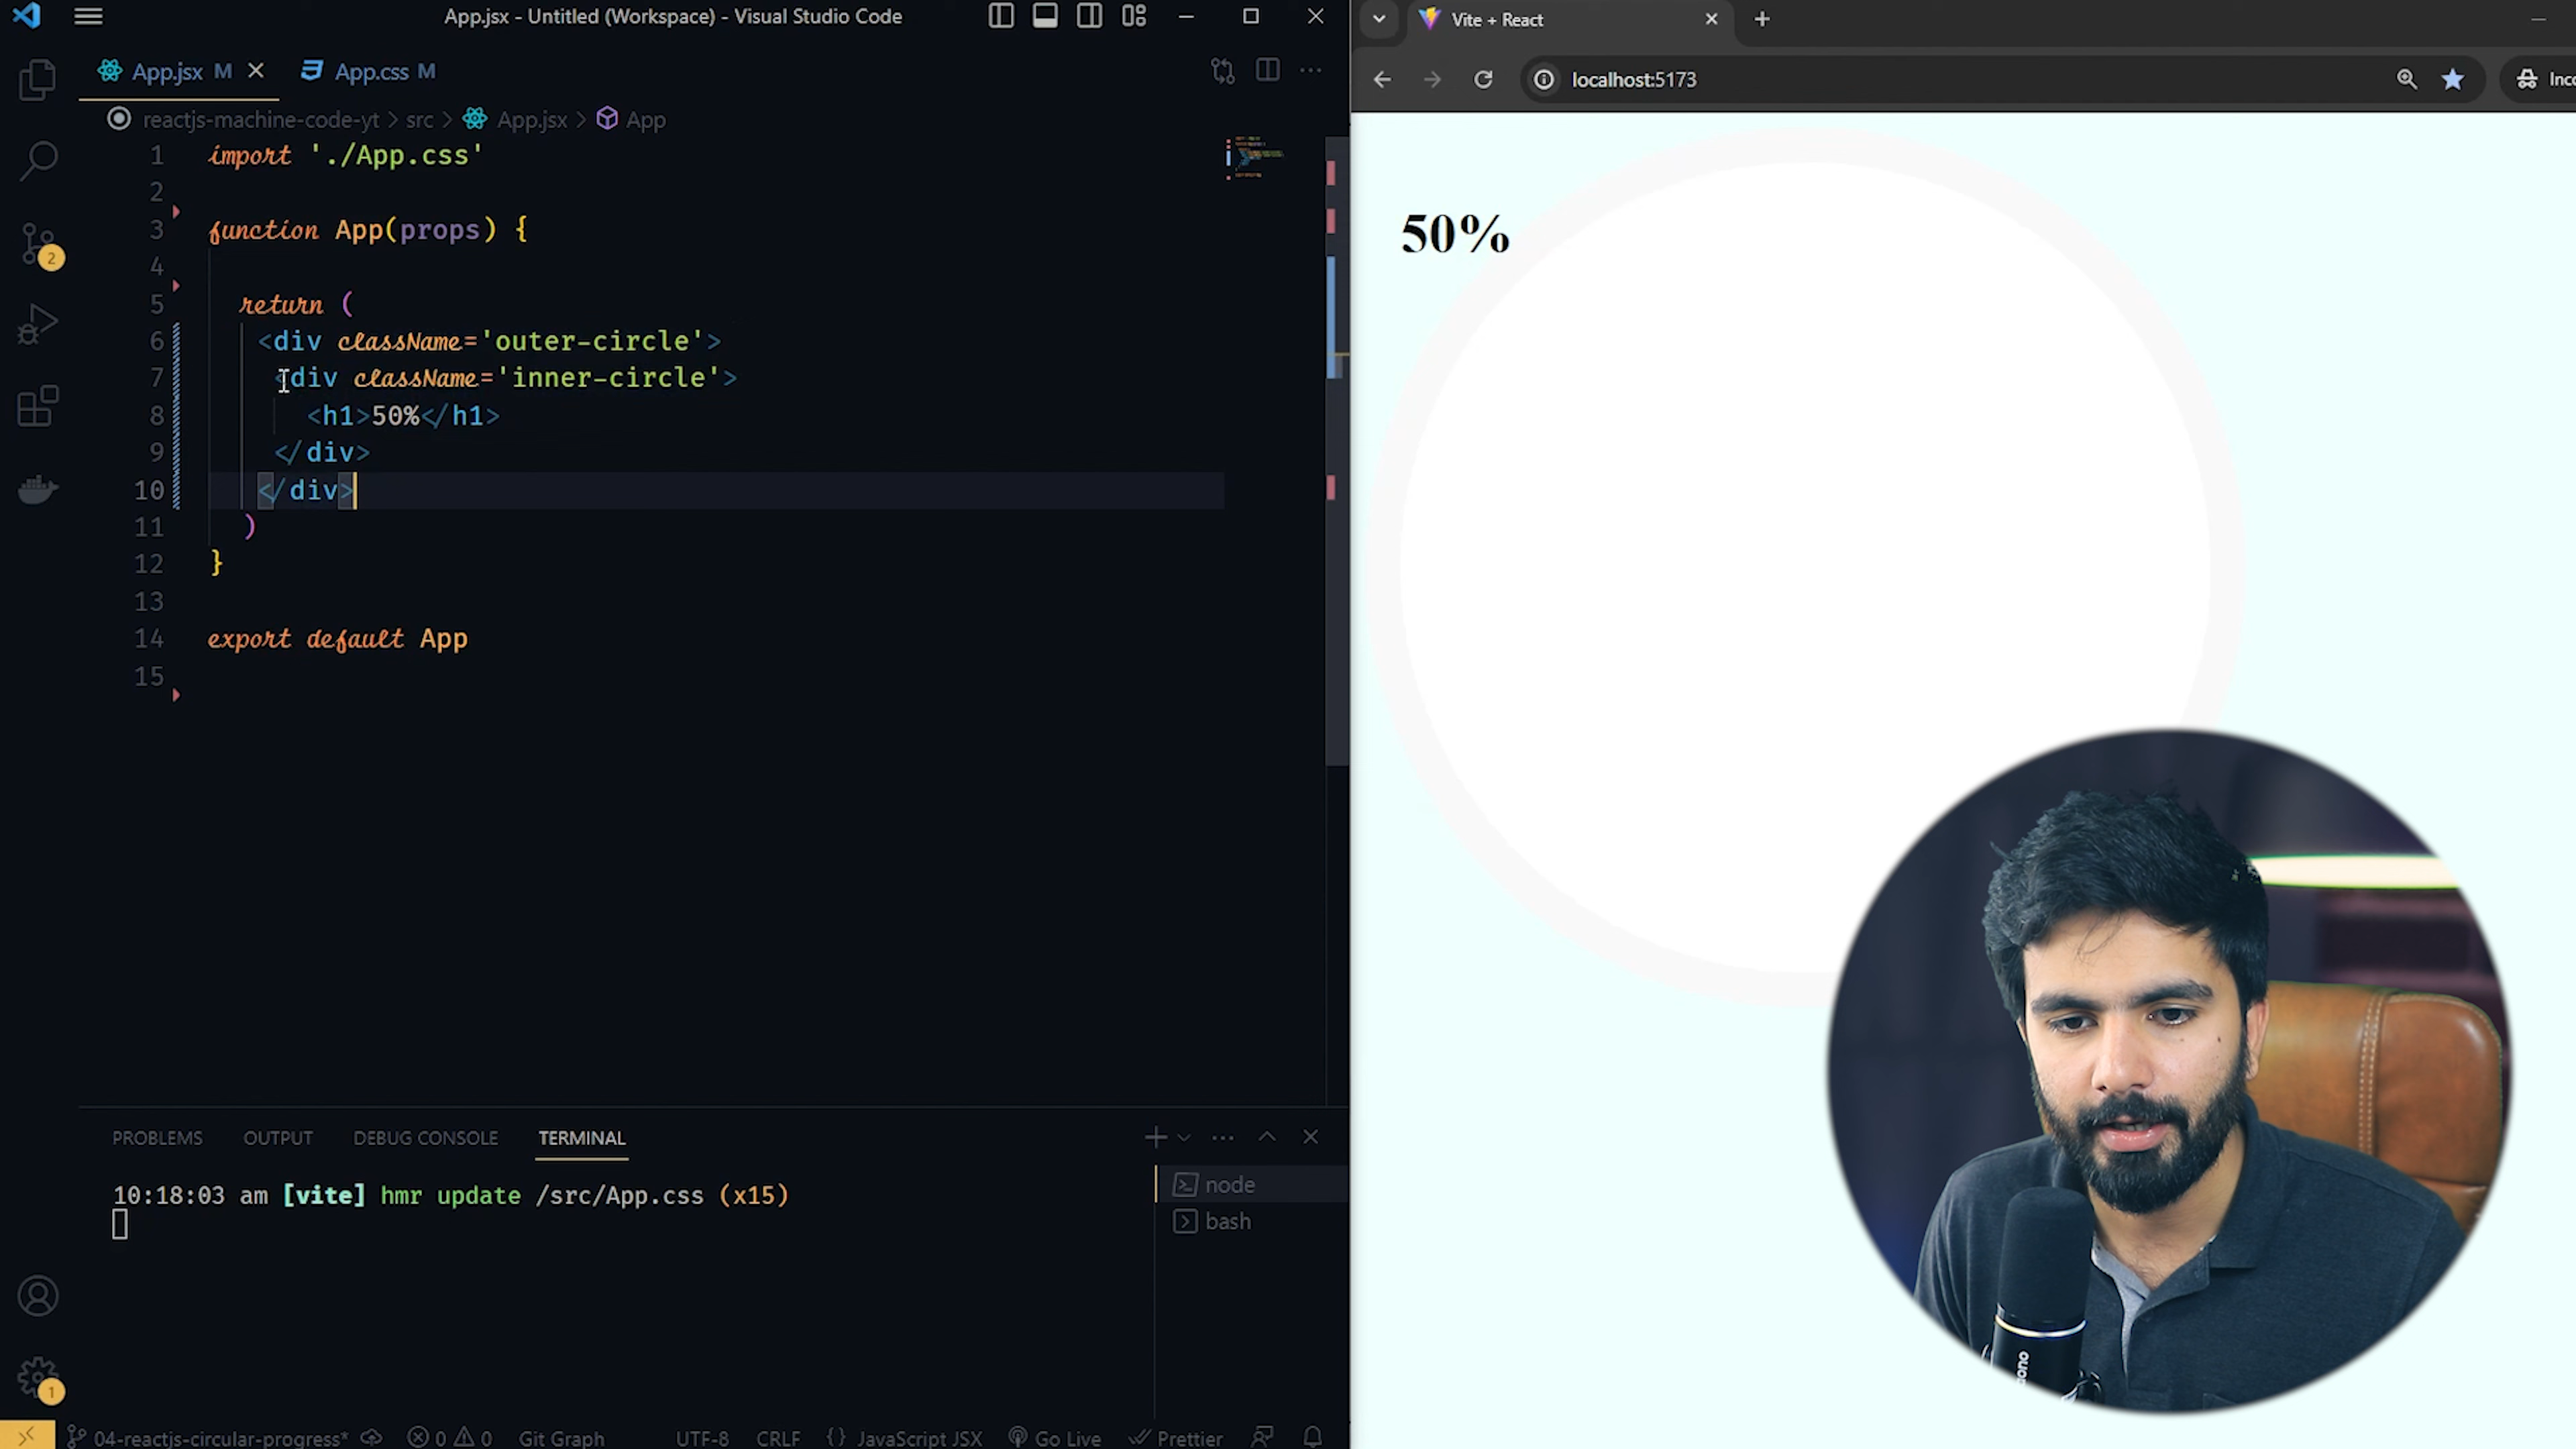 App.jsx - Untitled (Workspace) - Visual Studio Code
App.jsx M
App.css M
reactjs-machine-code-yt > src > App.jsx > App
1 import './App.css'
2
3 function App(props) {
4
5 return (
6 <div className='outer-circle'>
7 <div className='inner-circle'>
8 <h1>50%</h1>
9 </div>
10 </div>
11 )
12 }
13
14 export default App
15
2
PROBLEMS OUTPUT DEBUG CONSOLE TERMINAL
10:18:03 am [vite] hmr update /src/App.css (x15)
node
bash
1
04-reactjs-circular-progress* 0 0 Git Graph UTF-8 CRLF {} JavaScript JSX Go Live Prettier
Vite + React
localhost:5173
50%